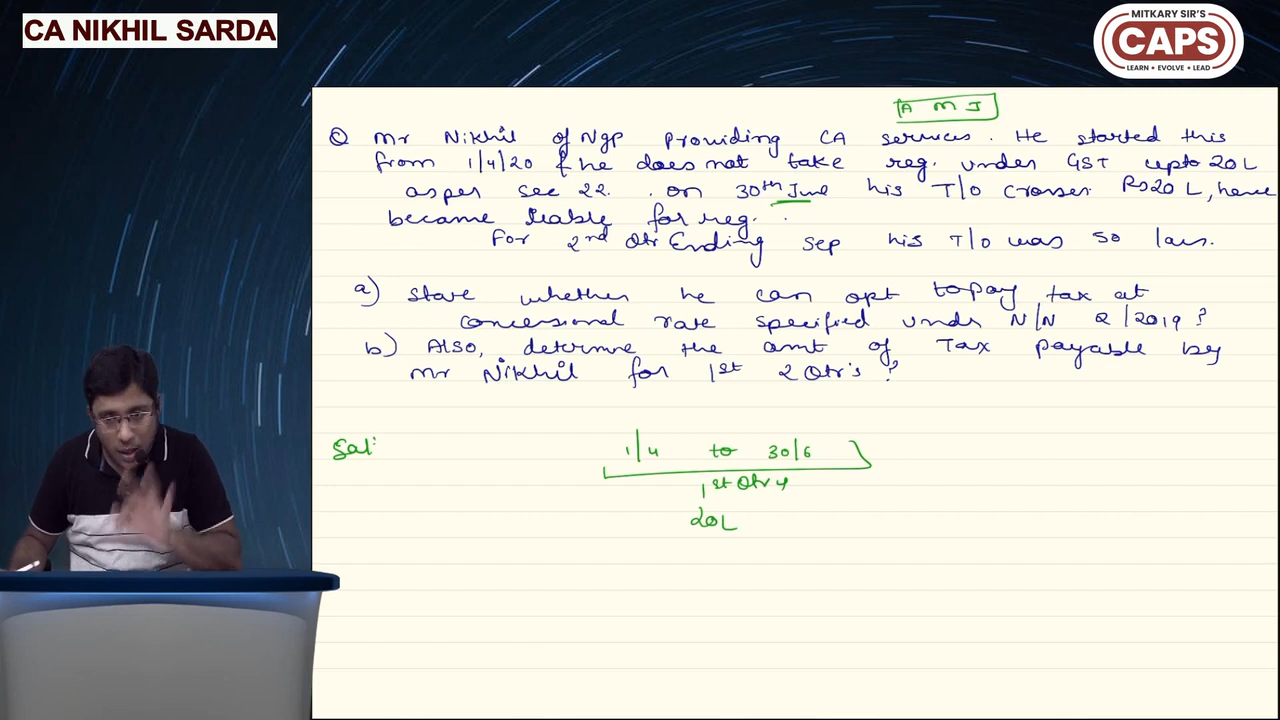 CA NIKHIL SARDA
MITKARY SIR'S
CAPS
LEARN • EVOLVE • LEAD
A M J
Q Mr Nikhil of Ngp Providing CA services. He started this
from 1/4/20 & he does not take reg. under GST upto 20L
as per sec 22. on 30th June his T/O crosses Rs 20 L, hence
became liable for reg.
For 2nd Qtr Ending Sep his T/O was 50 lacs.
a) State whether he can opt to pay tax at
concessional rate specified under N/N 2/2019?
b) Also, determine the amt of Tax payable by
Mr Nikhil for 1st 2 Qtr's?
Sol:
1/4 to 30/6
1st Qtr
20L